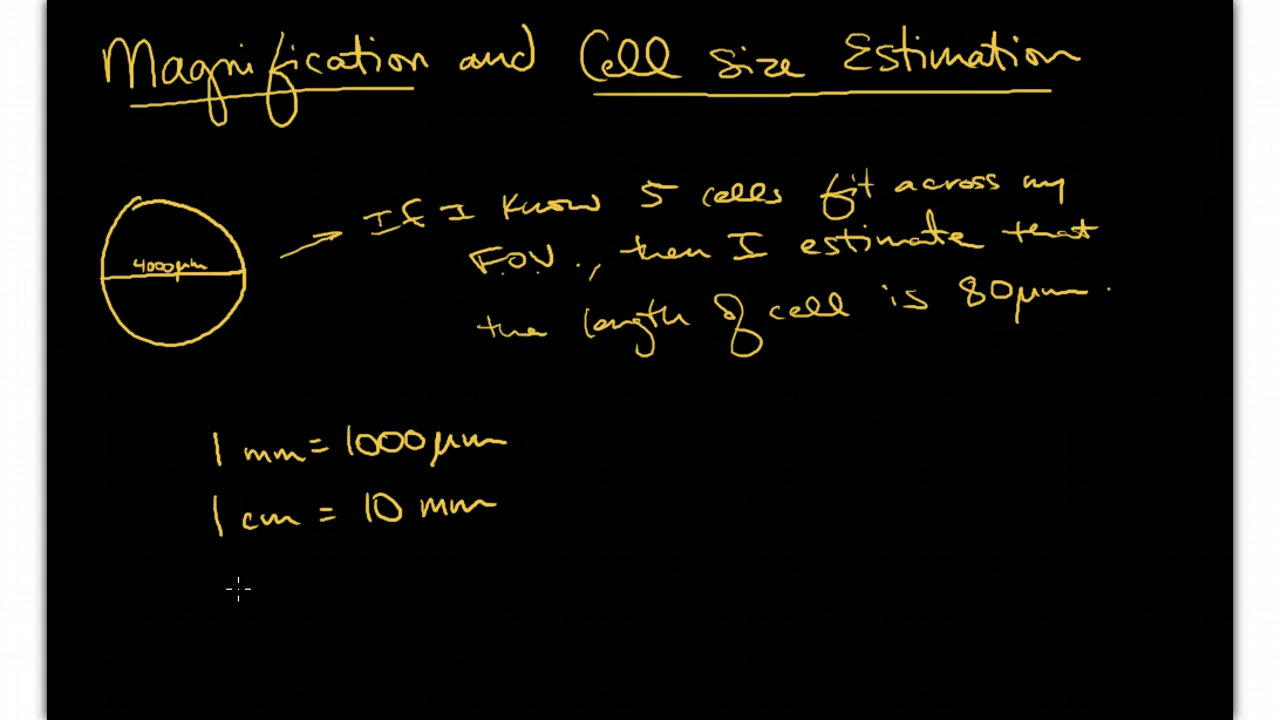 Magnification and Cell size Estimation
If I know 5 cells fit across my
4000μm
F.O.V., then I estimate that
the length of cell is 80μm.
1 mm = 1000μm
1 cm = 10 mm